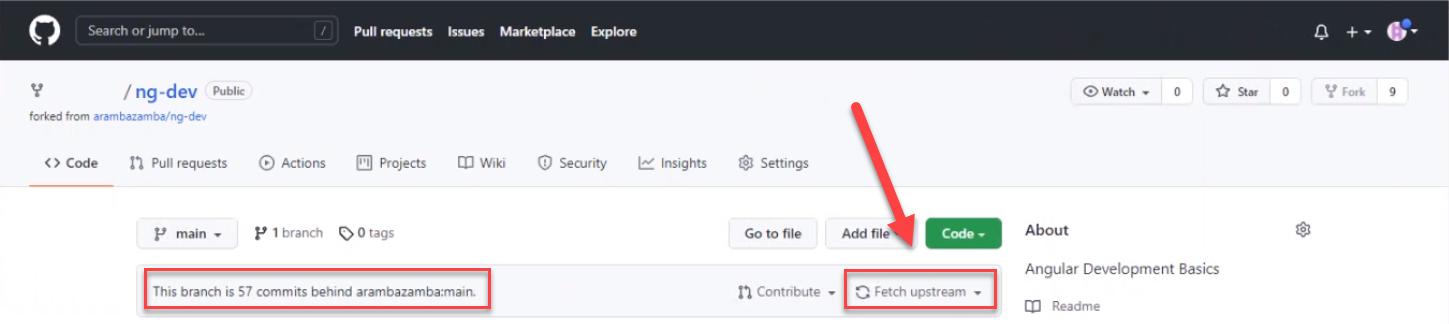 Search or jump to... /
Pull requests Issues Marketplace Explore
/ ng-dev Public
Watch 0 Star 0 Fork 9
forked from arambazamba/ng-dev
Code Pull requests Actions Projects Wiki Security Insights Settings
main 1 branch 0 tags Go to file Add file Code
About
Angular Development Basics
This branch is 57 commits behind arambazamba:main. Contribute Fetch upstream
Readme